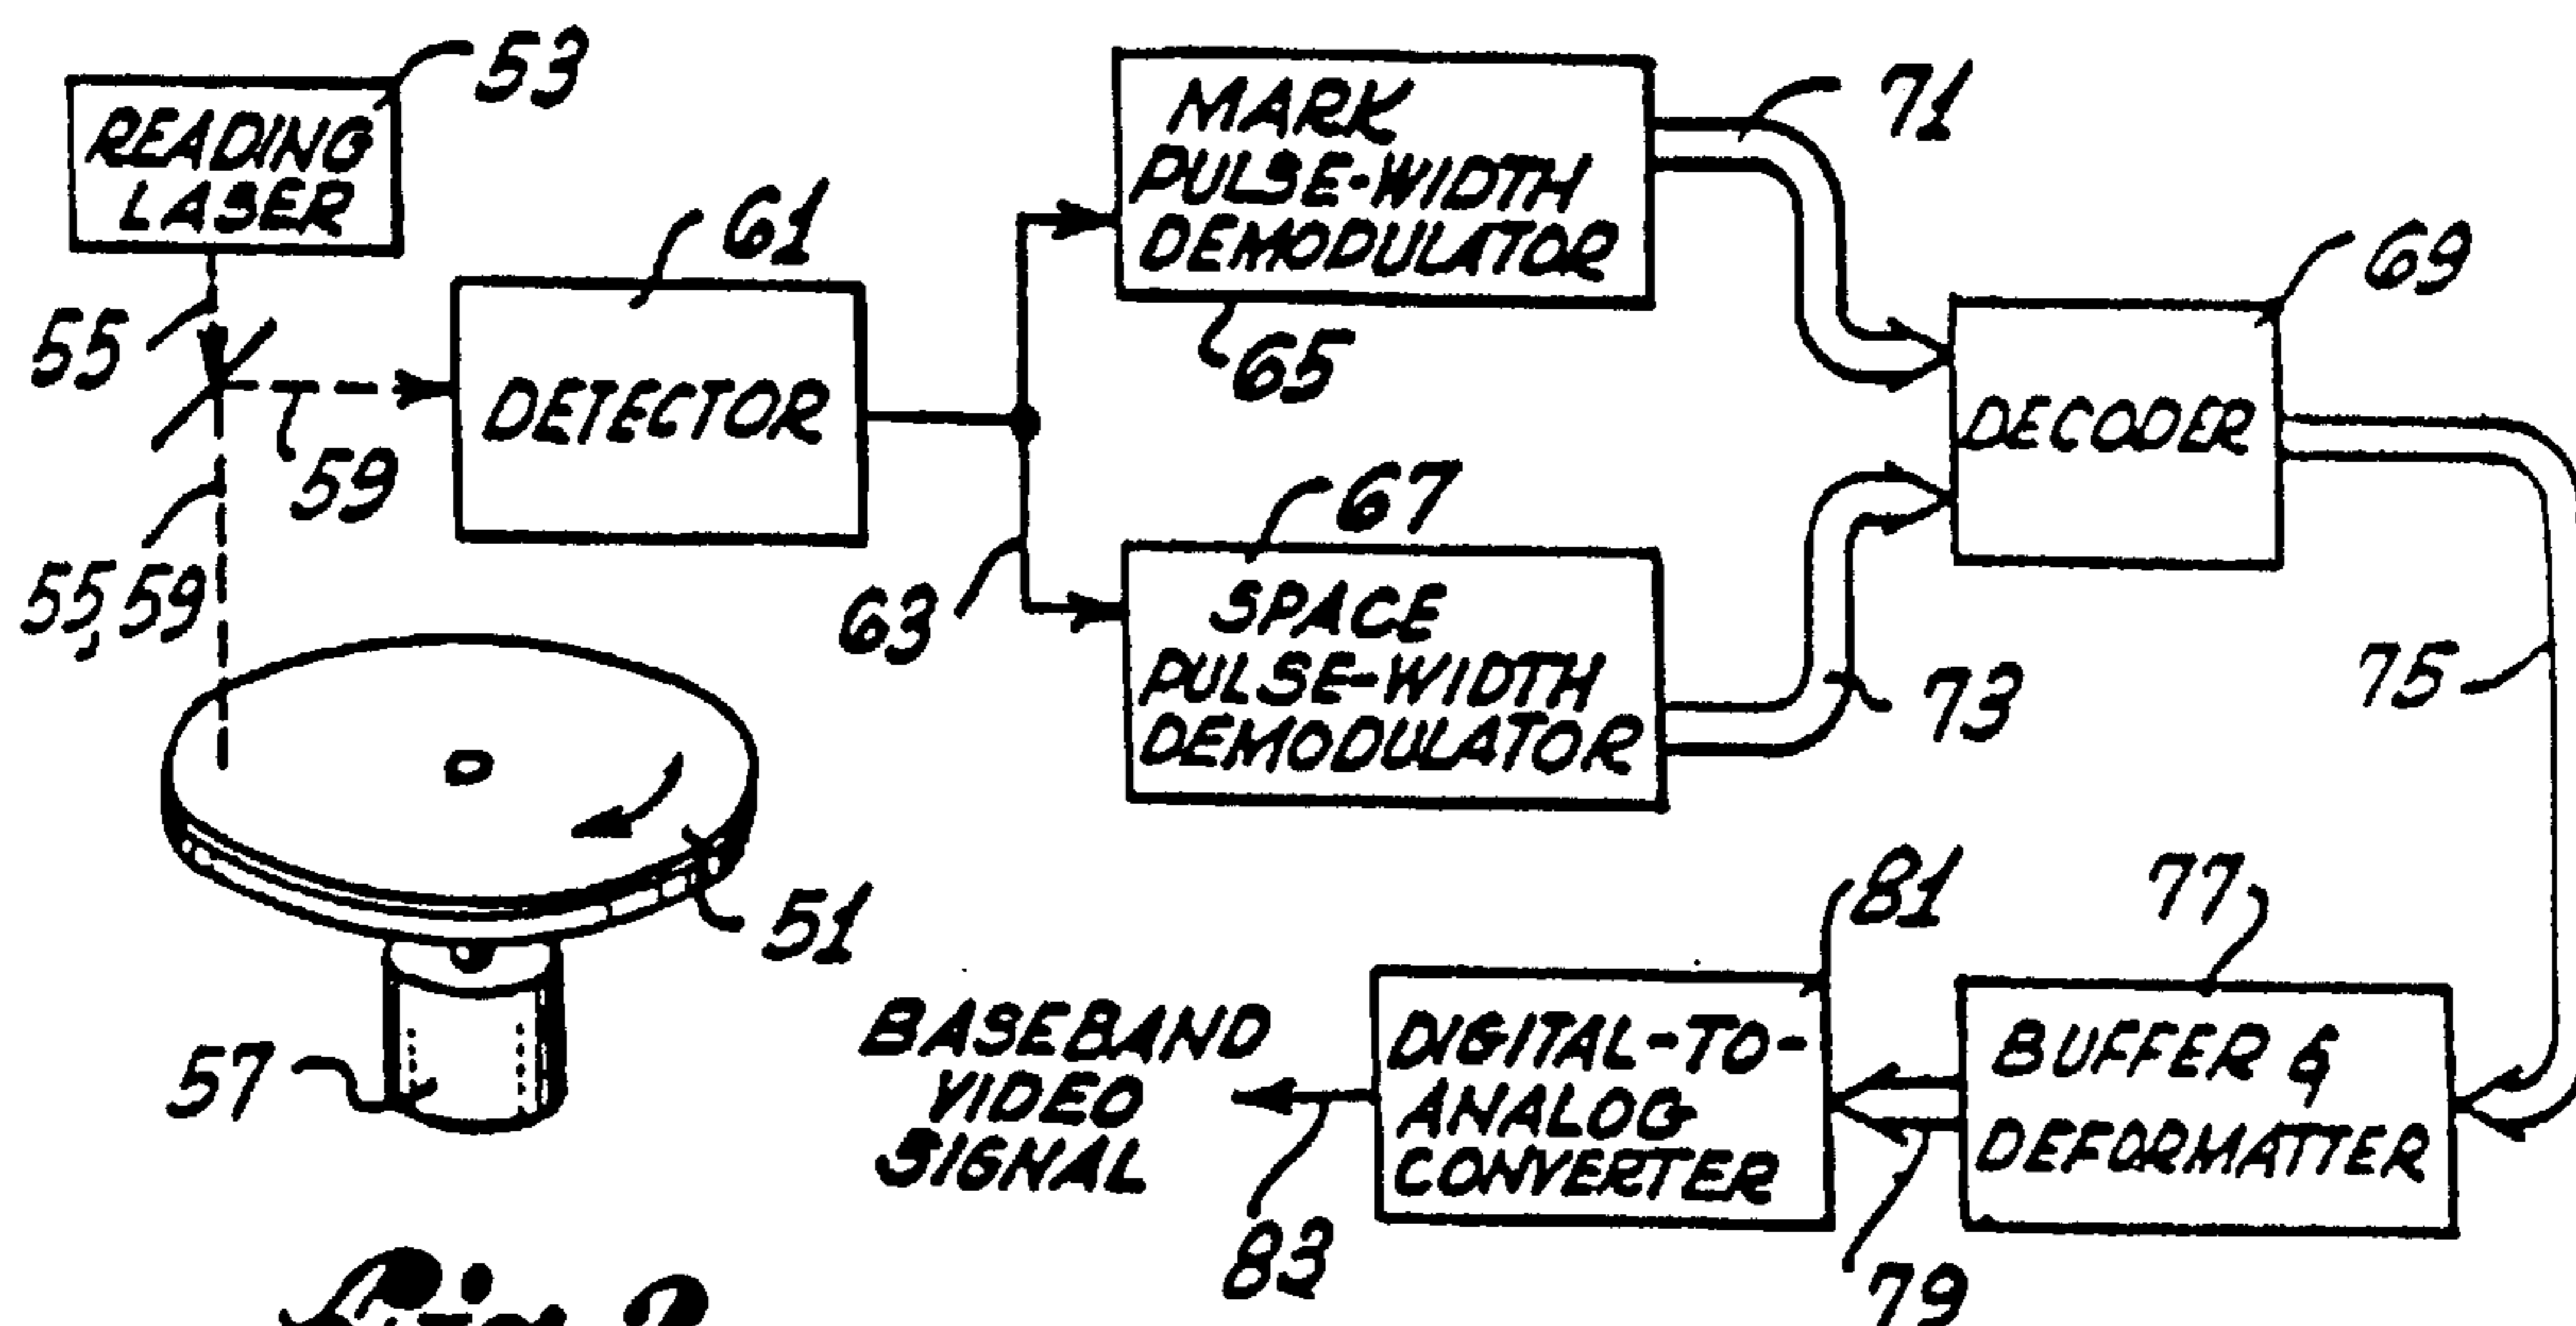 53
READING
LASER
55
59
55,59
61
DETECTOR
63
MARK
PULSE-WIDTH
DEMODULATOR
65
71
67
SPACE
PULSE-WIDTH
DEMODULATOR
73
69
DECODER
75
51
57
77
BUFFER &
DEFORMATTER
79
81
DIGITAL-TO-
ANALOG
CONVERTER
83
BASEBAND
VIDEO
SIGNAL